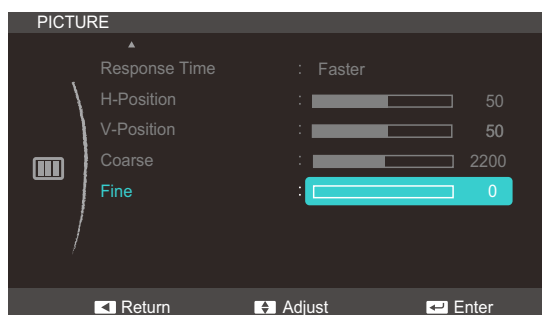 PICTURE
Response Time : Faster
H-Position : 50
V-Position : 50
Coarse : 2200
Fine : 0
Return Adjust Enter